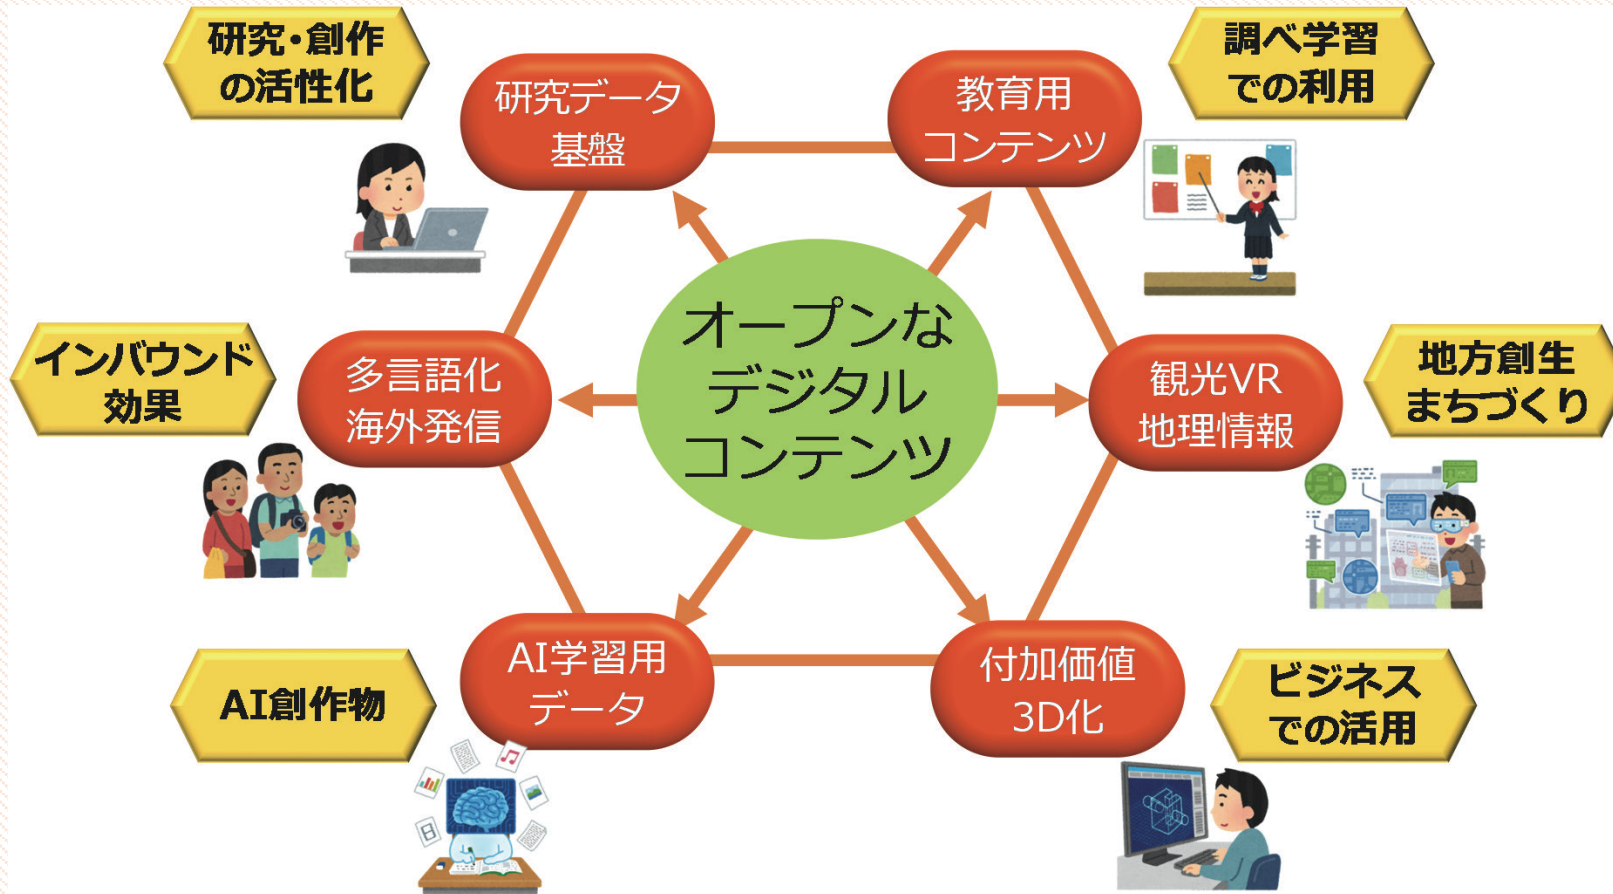 研究・創作
の活性化
研究データ
基盤
教育用
コンテンツ
調べ学習
での利用
オープンな
デジタル
コンテンツ
インバウンド
効果
多言語化
海外発信
観光VR
地理情報
地方創生
まちづくり
AI創作物
AI学習用
データ
付加価値
3D化
ビジネス
での活用